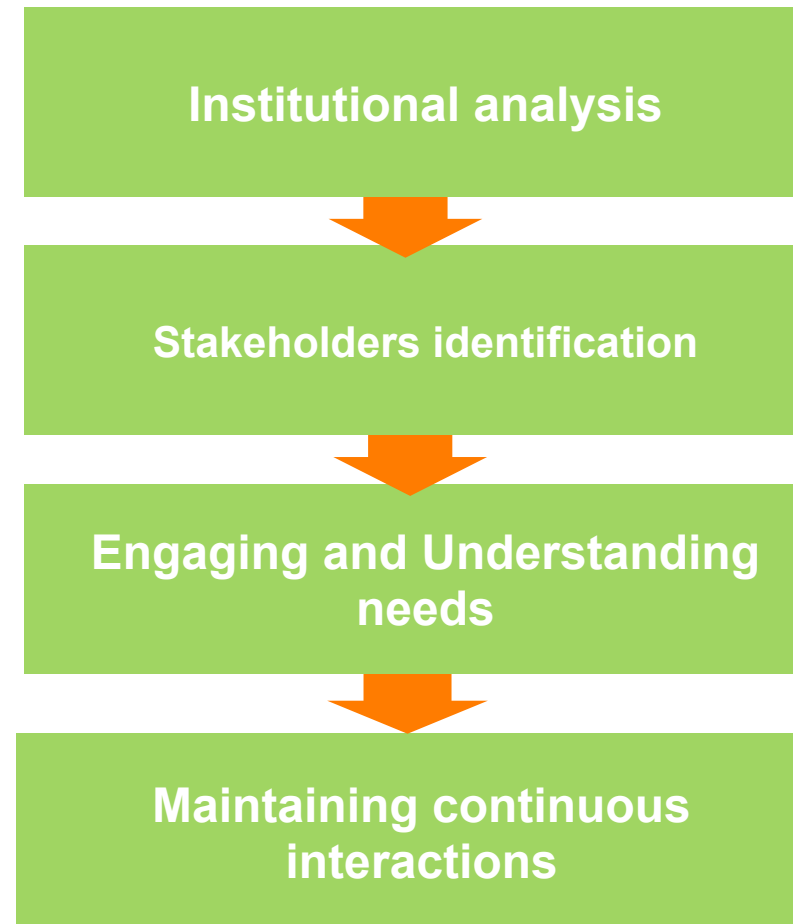 Institutional analysis
Stakeholders identification
Engaging and Understanding
needs
Maintaining continuous
interactions